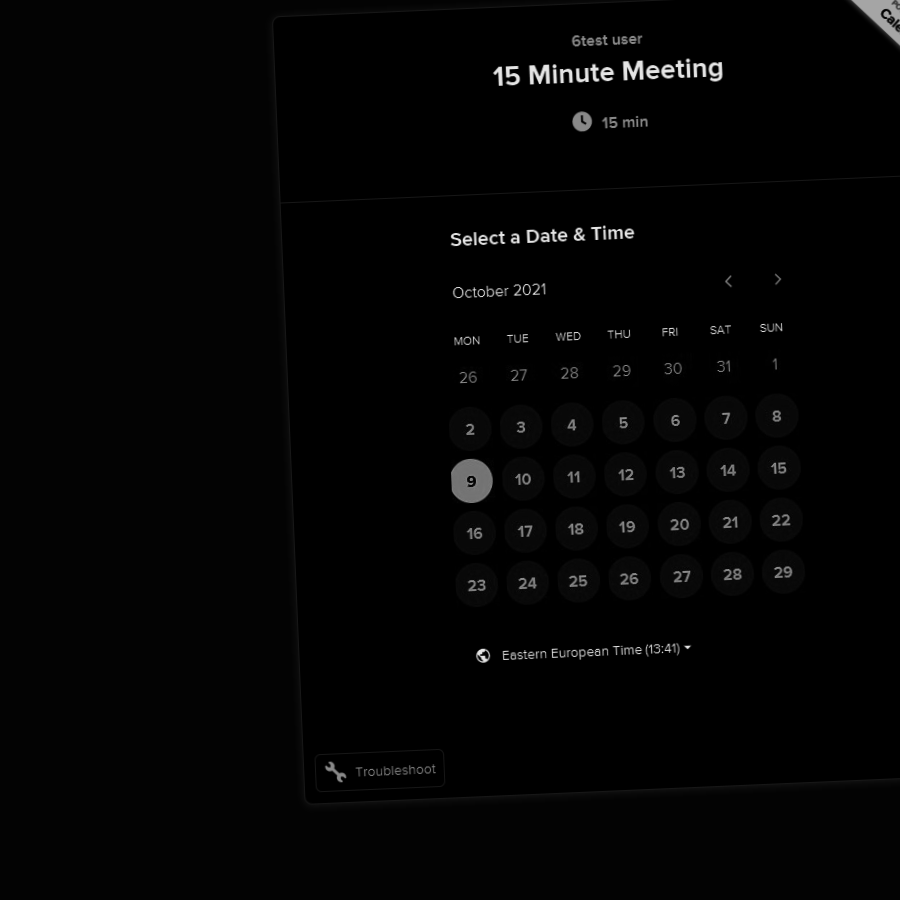 6test user
15 Minute Meeting
15 min
Select a Date & Time
October 2021
MON TUE WED THU FRI SAT SUN
26 27 28 29 30 31 1
2 3 4 5 6 7 8
9 10 11 12 13 14 15
16 17 18 19 20 21 22
23 24 25 26 27 28 29
Eastern European Time (13:41)
Troubleshoot